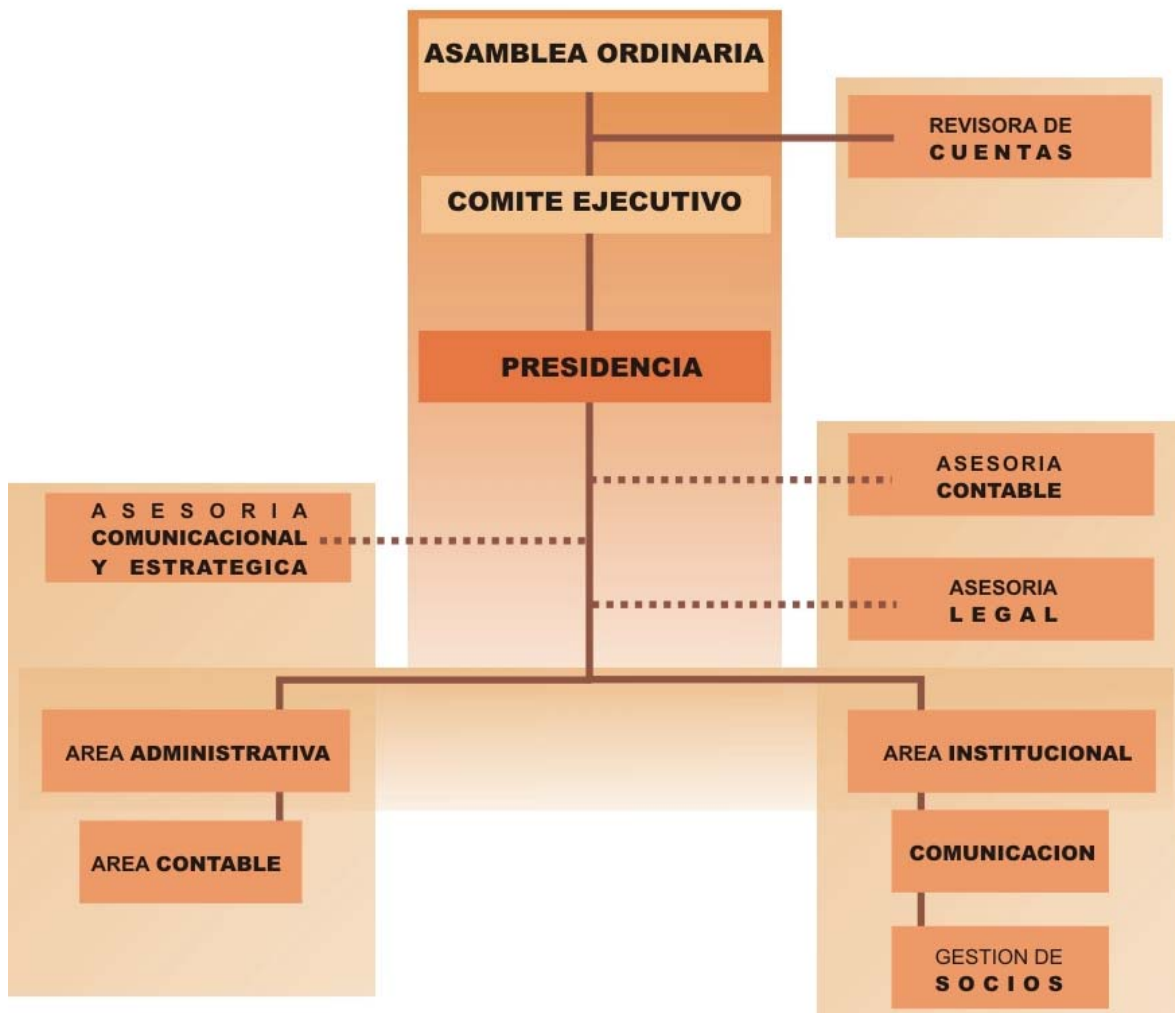 ASAMBLEA ORDINARIA
REVISORA DE
CUENTAS
COMITE EJECUTIVO
PRESIDENCIA
ASESORIA
CONTABLE
ASESORIA
COMUNICACIONAL
Y ESTRATEGICA
ASESORIA
LEGAL
AREA ADMINISTRATIVA
AREA INSTITUCIONAL
AREA CONTABLE
COMUNICACION
GESTION DE
SOCIOS